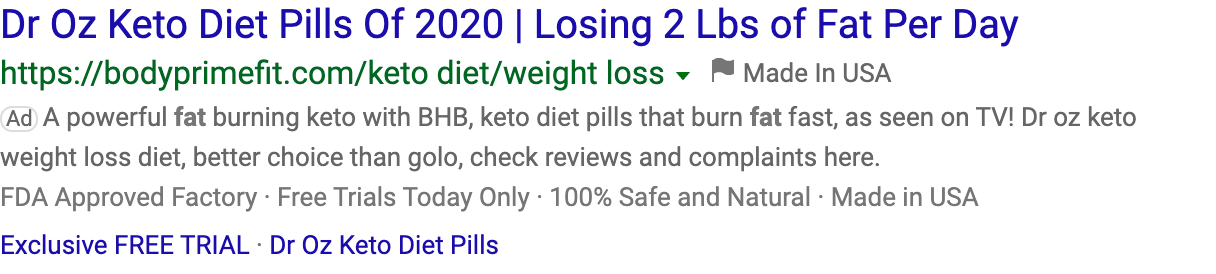 Dr Oz Keto Diet Pills Of 2020 | Losing 2 Lbs of Fat Per Day
https://bodyprimefit.com/keto diet/weight loss Made In USA
Ad A powerful fat burning keto with BHB, keto diet pills that burn fat fast, as seen on TV! Dr oz keto
weight loss diet, better choice than golo, check reviews and complaints here.
FDA Approved Factory · Free Trials Today Only · 100% Safe and Natural · Made in USA
Exclusive FREE TRIAL · Dr Oz Keto Diet Pills